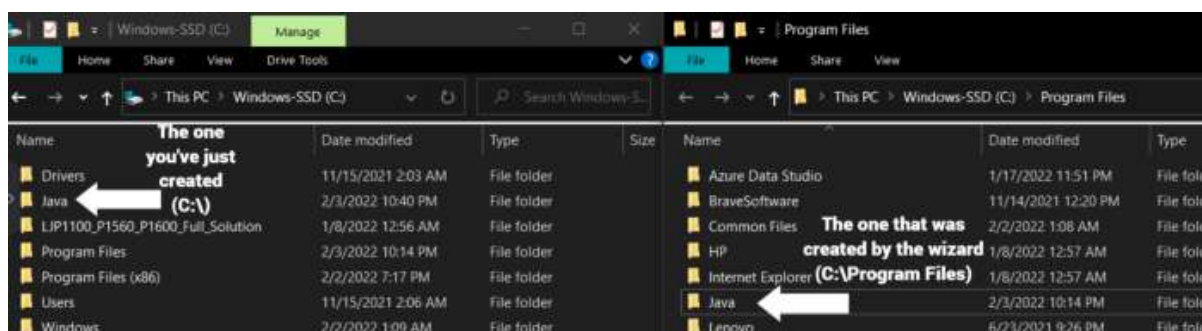 Windows-SSD (C:)
Manage
File Home Share View Drive Tools
This PC > Windows-SSD (C:)
Search Windows-S...
Name Date modified Type Size
The one
you've just
created
(C:\)
Drivers 11/15/2021 2:03 AM File folder
Java 2/3/2022 10:40 PM File folder
LJP1100_P1560_P1600_Full_Solution 1/8/2022 12:56 AM File folder
Program Files 2/3/2022 10:14 PM File folder
Program Files (x86) 2/2/2022 7:17 PM File folder
Users 11/15/2021 2:06 AM File folder
Windows 2/2/2022 1:09 AM File folder
Program Files
File Home Share View
This PC > Windows-SSD (C:) > Program Files
Name Date modified Type
Azure Data Studio 1/17/2022 11:51 PM File fol
BraveSoftware 11/14/2021 12:20 PM File fol
Common Files 2/2/2022 1:08 AM File fol
HP 1/8/2022 12:57 AM File fol
Internet Explorer 1/8/2022 12:57 AM File fol
Java 2/3/2022 10:14 PM File fol
Lenovo 6/23/2021 9:26 PM File fol
The one that was
created by the wizard
(C:\Program Files)